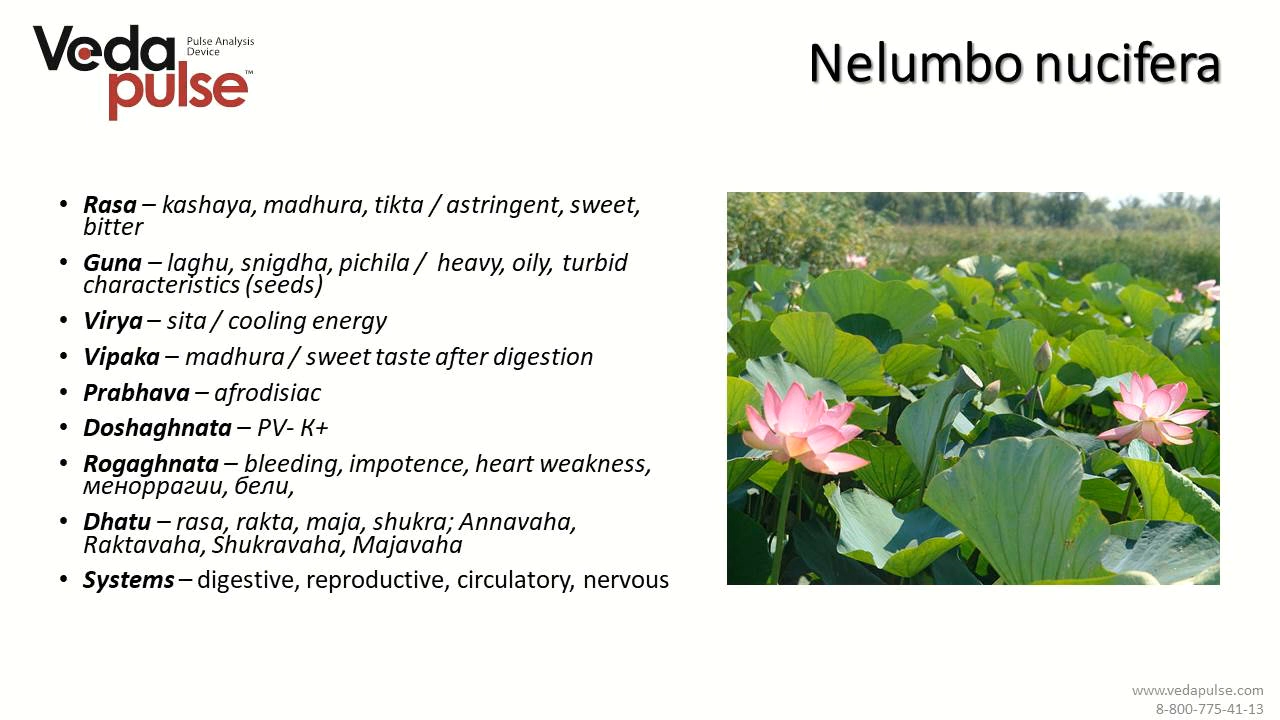 Veda
pulse™
Pulse Analysis
Device
Nelumbo nucifera
• Rasa – kashaya, madhura, tikta / astringent, sweet,
bitter
• Guna – laghu, snigdha, pichila / heavy, oily, turbid
characteristics (seeds)
• Virya – sita / cooling energy
• Vipaka – madhura / sweet taste after digestion
• Prabhava – afrodisiac
• Doshaghnata – PV- К+
• Rogaghnata – bleeding, impotence, heart weakness,
меноррагии, бели,
• Dhatu – rasa, rakta, maja, shukra; Annavaha,
Raktavaha, Shukravaha, Majavaha
• Systems – digestive, reproductive, circulatory, nervous
www.vedapulse.com
8-800-775-41-13